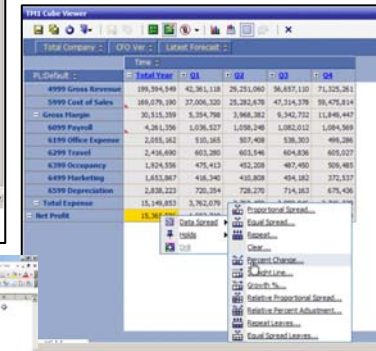 TM1 Cube Viewer
Total Company CFO Ver Latest Forecast
Time
PL:Default Total Year Q1 Q2 Q3 Q4
4999 Gross Revenue 199,594,549 42,361,118 29,251,060 56,657,110 71,325,261
5999 Cost of Sales 169,079,190 37,006,320 25,282,678 47,314,378 59,475,814
Gross Margin 30,515,359 5,354,798 3,968,382 9,342,732 11,849,447
6099 Payroll 4,261,356 1,036,527 1,058,248 1,082,012 1,084,569
6199 Office Expense 2,055,162 510,165 507,408 538,303 499,286
6299 Travel 2,416,690 603,280 603,546 604,836 605,027
6399 Occupancy 1,924,556 475,413 452,208 487,450 509,485
6499 Marketing 1,653,867 416,340 410,808 454,182 372,537
6599 Depreciation 2,838,223 720,354 728,270 714,163 675,436
Total Expense 15,149,853 3,762,079
Net Profit
Data Spread
Holds
Drill
Proportional Spread...
Equal Spread...
Repeat...
Clear...
Percent Change...
Straight Line...
Growth %...
Relative Proportional Spread...
Relative Percent Adjustment...
Repeat Leaves...
Equal Spread Leaves...